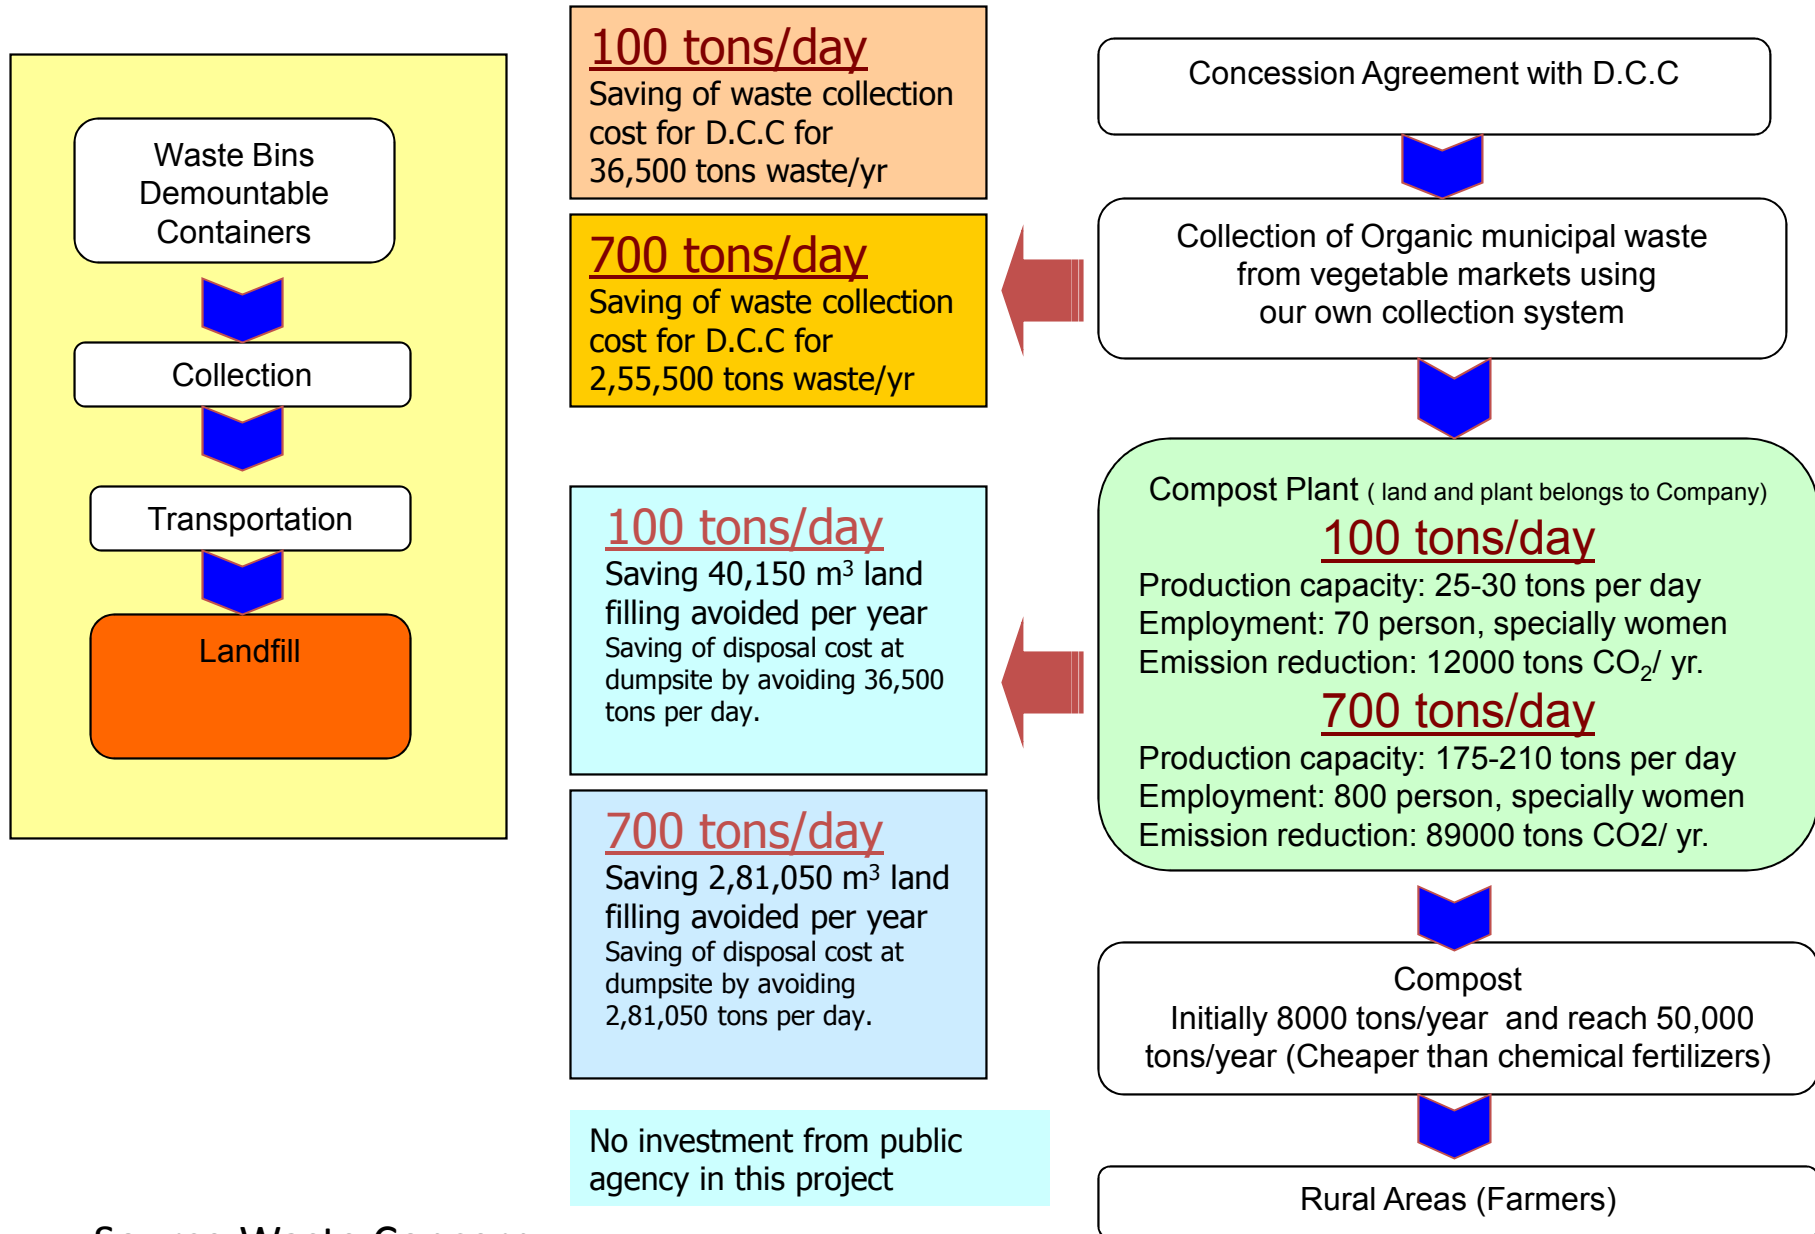 Waste Bins
Demountable
Containers
Collection
Transportation
Landfill
100 tons/day
Saving of waste collection
cost for D.C.C for
36,500 tons waste/yr
700 tons/day
Saving of waste collection
cost for D.C.C for
2,55,500 tons waste/yr
100 tons/day
Saving 40,150 m³ land
filling avoided per year
Saving of disposal cost at
dumpsite by avoiding 36,500
tons per day.
700 tons/day
Saving 2,81,050 m³ land
filling avoided per year
Saving of disposal cost at
dumpsite by avoiding
2,81,050 tons per day.
No investment from public
agency in this project
Concession Agreement with D.C.C
Collection of Organic municipal waste
from vegetable markets using
our own collection system
Compost Plant ( land and plant belongs to Company)
100 tons/day
Production capacity: 25-30 tons per day
Employment: 70 person, specially women
Emission reduction: 12000 tons CO₂/ yr.
700 tons/day
Production capacity: 175-210 tons per day
Employment: 800 person, specially women
Emission reduction: 89000 tons CO2/ yr.
Compost
Initially 8000 tons/year and reach 50,000
tons/year (Cheaper than chemical fertilizers)
Rural Areas (Farmers)